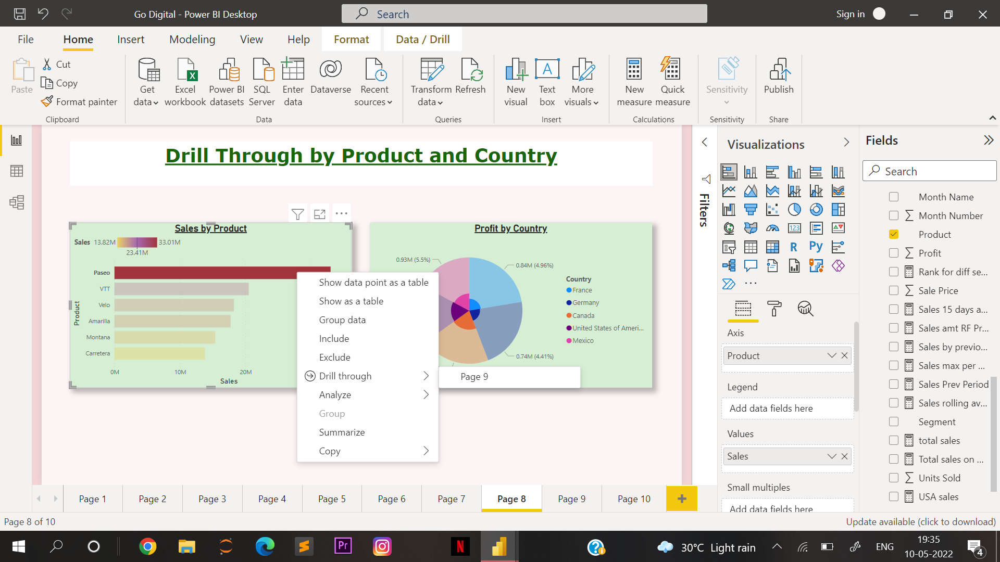 Go Digital - Power BI Desktop
Search
Sign in
File
Home
Insert
Modeling
View
Help
Format
Data / Drill
Paste
Cut
Copy
Format painter
Clipboard
Get data
Excel workbook
Power BI datasets
SQL Server
Enter data
Dataverse
Recent sources
Data
Transform data
Refresh
Queries
New visual
Text box
More visuals
Insert
New measure
Quick measure
Calculations
Sensitivity
Sensitivity
Publish
Share
Drill Through by Product and Country
Sales by Product
Sales 13.82M 33.01M
23.41M
Product
Paseo
VTT
Velo
Amarilla
Montana
Carretera
0M 10M 20M
Sales
Show data point as a table
Show as a table
Group data
Include
Exclude
Drill through
Page 9
Analyze
Group
Summarize
Copy
Profit by Country
0.93M (5.5%)
0.84M (4.96%)
0.74M (4.41%)
Country
France
Germany
Canada
United States of Ameri...
Mexico
Filters
Visualizations
123
R
Py
Axis
Product
Legend
Add data fields here
Values
Sales
Small multiples
Add data fields here
Fields
Search
Month Name
Month Number
Product
Profit
Rank for diff se...
Sale Price
Sales 15 days a...
Sales amt RF Pr...
Sales by previo...
Sales max per ...
Sales Prev Period
Sales rolling av...
Segment
total sales
Total sales on ...
Units Sold
USA sales
Page 1
Page 2
Page 3
Page 4
Page 5
Page 6
Page 7
Page 8
Page 9
Page 10
Page 8 of 10
Update available (click to download)
Pr
N
30°C Light rain
ENG
19:35
10-05-2022
4